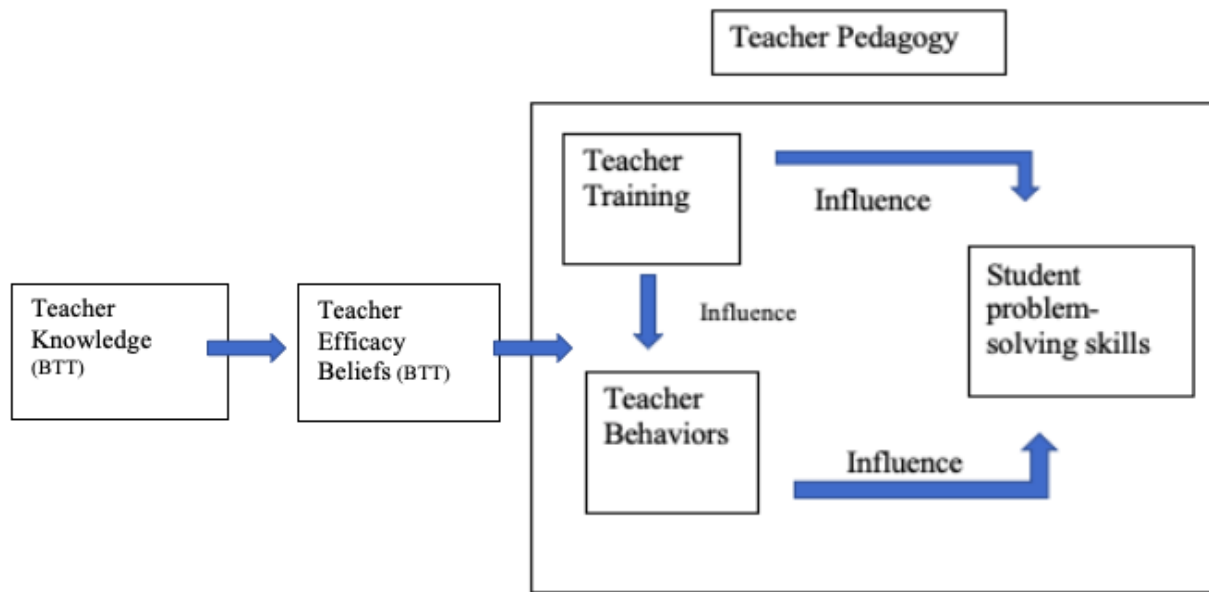 Teacher Pedagogy
Teacher
Training
Influence
Influence
Student
problem-
solving skills
Teacher
Knowledge
(BTT)
Teacher
Efficacy
Beliefs (BTT)
Teacher
Behaviors
Influence